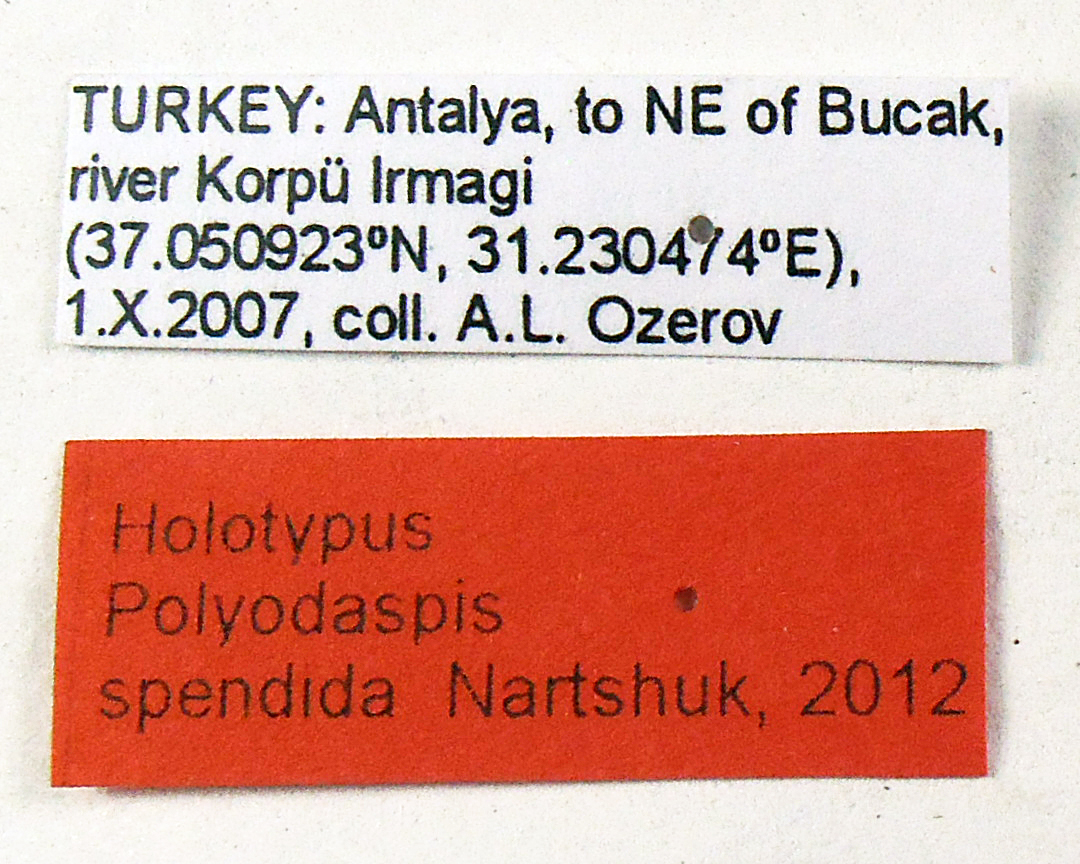 TURKEY: Antalya, to NE of Bucak,
river Korpü Irmagi
(37.050923ºN, 31.230474ºE),
1.X.2007, coll. A.L. Ozerov
Holotypus
Polyodaspis
spendida Nartshuk, 2012